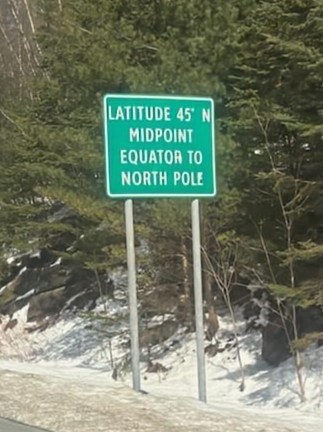 LATITUDE 45° N
MIDPOINT
EQUATOR TO
NORTH POLE